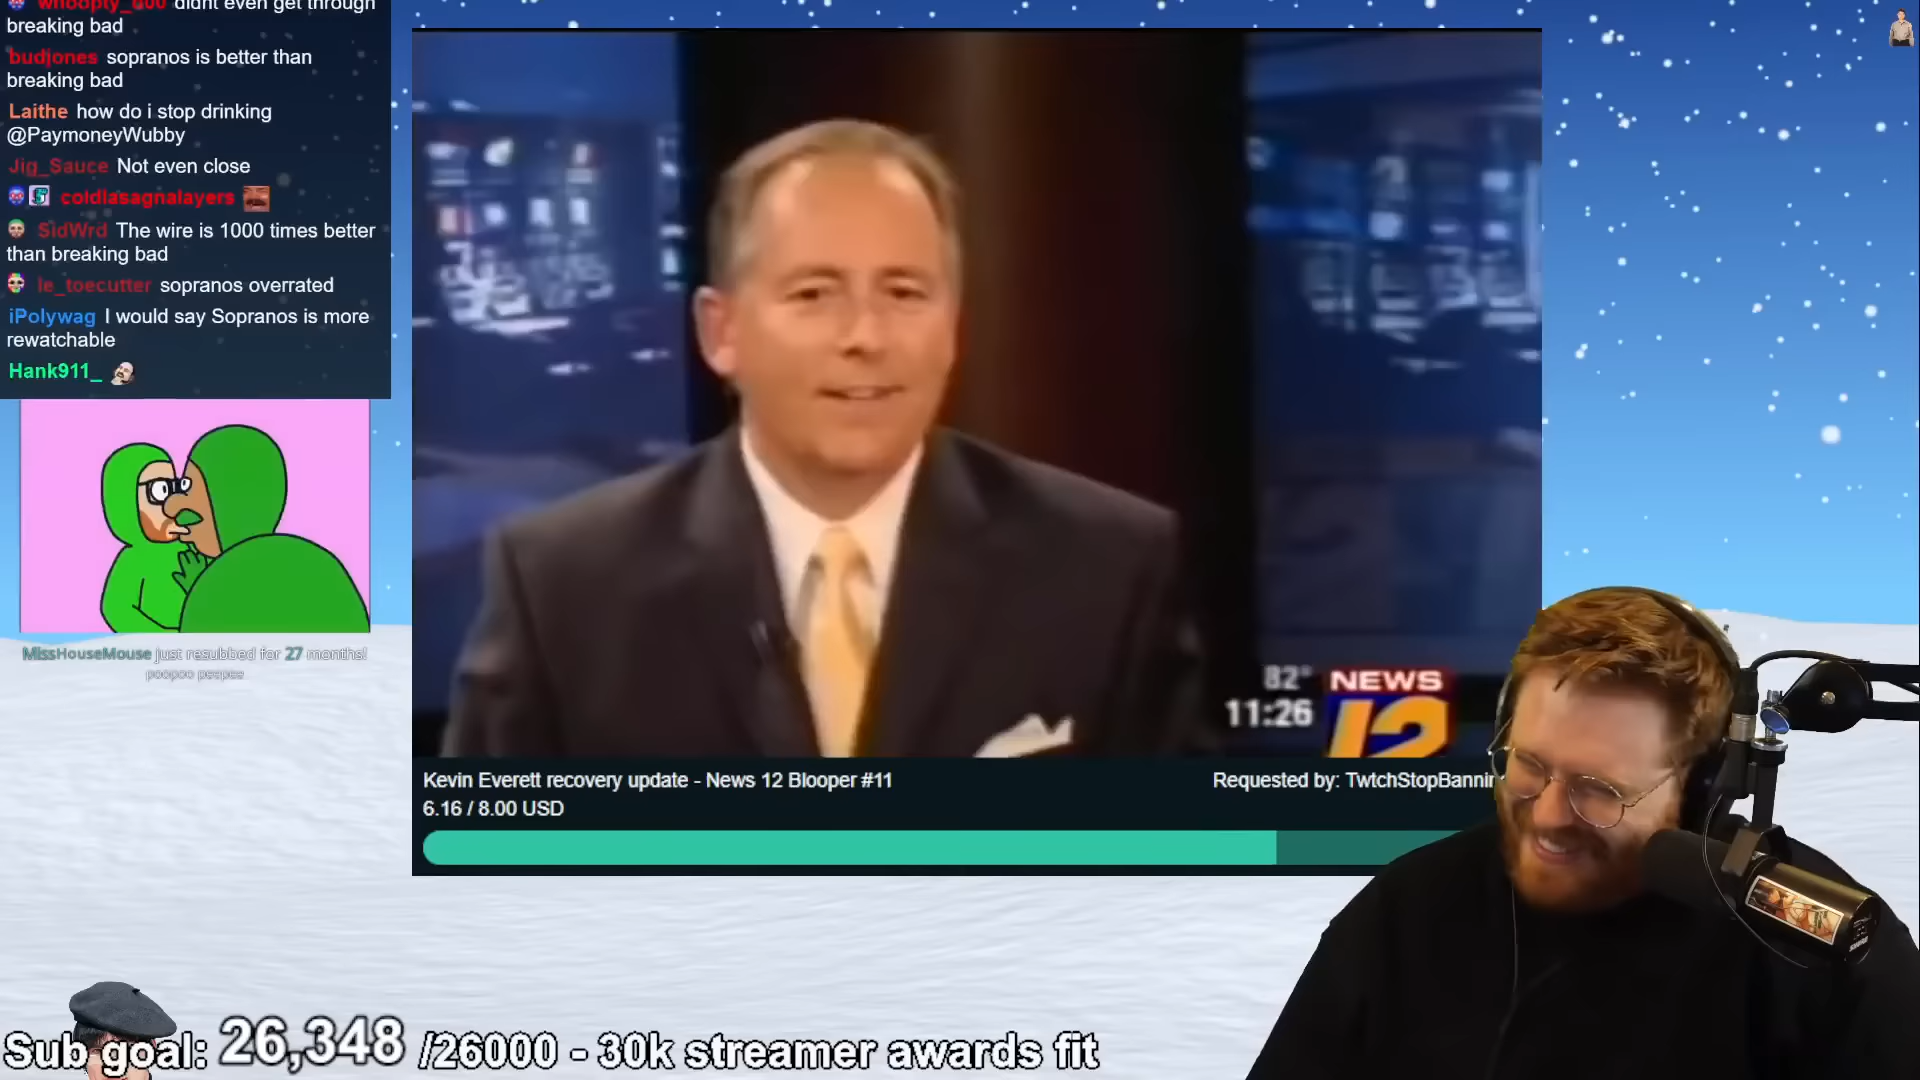 didnt even get through
breaking bad
budjones sopranos is better than
breaking bad
Laithe how do i stop drinking
@PaymoneyWubby
Jig_Sauce Not even close
coldlasagnalayers
SidWrd The wire is 1000 times better
than breaking bad
le_toecutter sopranos overrated
iPolywag I would say Sopranos is more
rewatchable
Hank911_
MissHouseMouse just resubbed for 27 months!
poopoo peepee
82°
11:26
NEWS
12
Kevin Everett recovery update - News 12 Blooper #11
Requested by: TwtchStopBannin
6.16 / 8.00 USD
Sub goal: 26,348 /26000 - 30k streamer awards fit